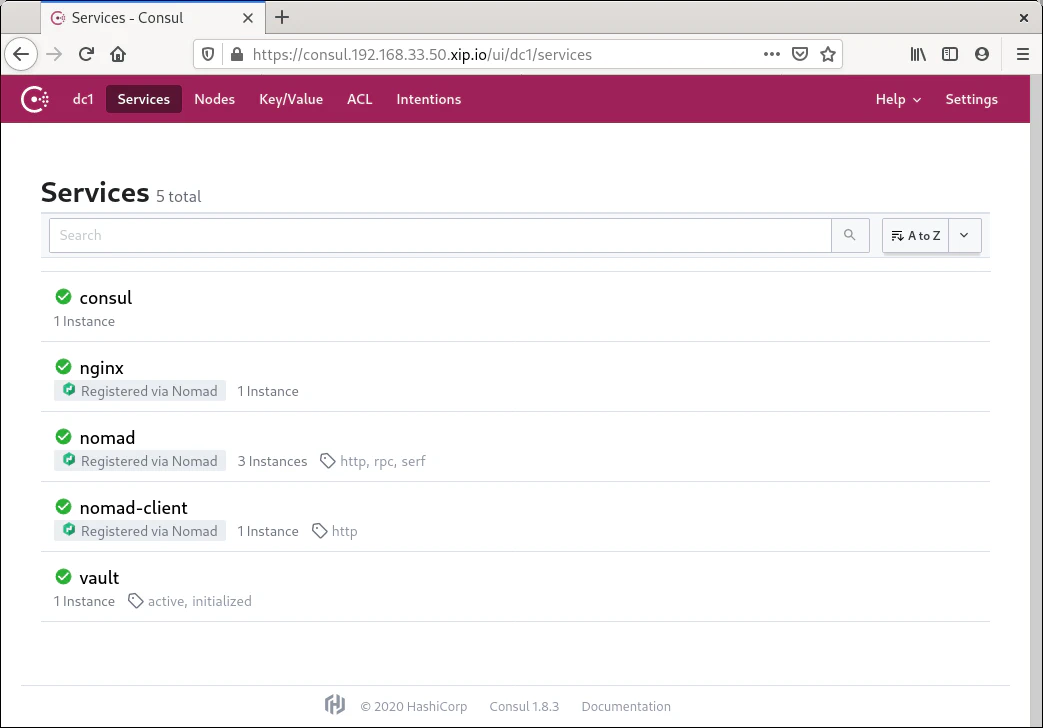 Services - Consul
https://consul.192.168.33.50.xip.io/ui/dc1/services
dc1 Services Nodes Key/Value ACL Intentions Help Settings
Services 5 total
Search A to Z
consul
1 Instance
nginx
Registered via Nomad 1 Instance
nomad
Registered via Nomad 3 Instances http, rpc, serf
nomad-client
Registered via Nomad 1 Instance http
vault
1 Instance active, initialized
© 2020 HashiCorp Consul 1.8.3 Documentation